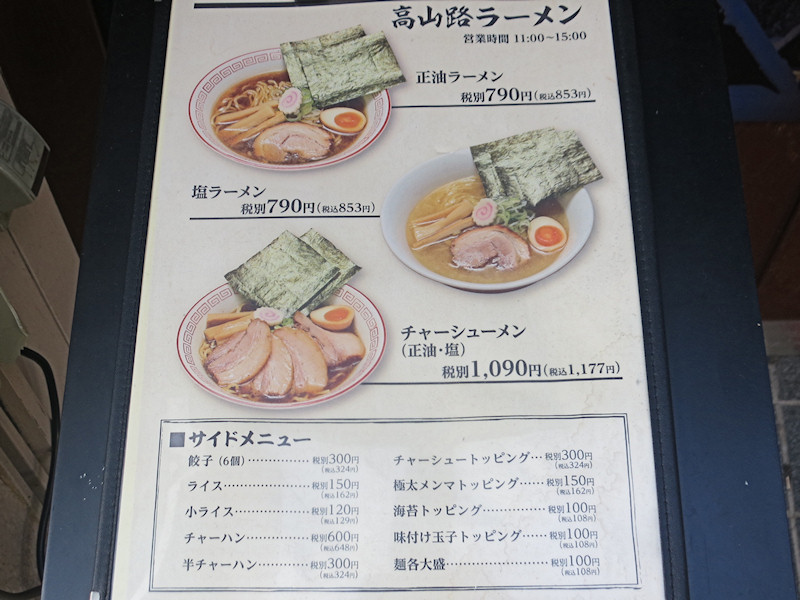 高山路ラーメン
営業時間 11:00~15:00
正油ラーメン
税別790円(税込853円)
塩ラーメン
税別790円(税込853円)
チャーシューメン
(正油・塩)
税別1,090円(税込1,177円)
■サイドメニュー
餃子(6個)…………税別300円
(税込324円)
ライス…………税別150円
(税込162円)
小ライス…………税別120円
(税込129円)
チャーハン…………税別600円
(税込648円)
半チャーハン…………税別300円
(税込324円)
チャーシュートッピング…税別300円
(税込324円)
極太メンマトッピング……税別150円
(税込162円)
海苔トッピング…………税別100円
(税込108円)
味付け玉子トッピング……税別100円
(税込108円)
麺各大盛…………税別100円
(税込108円)